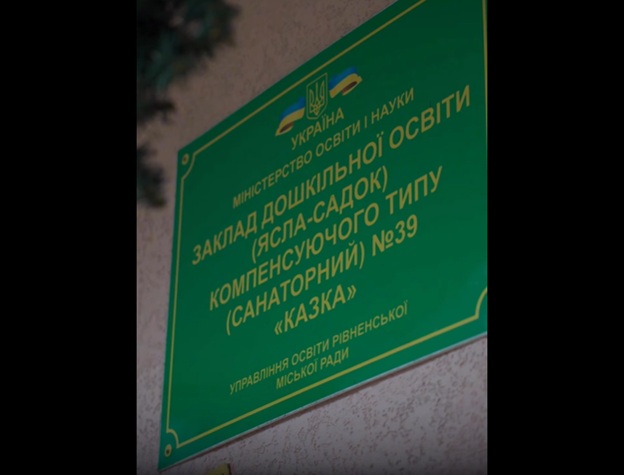 УКРАЇНА
МІНІСТЕРСТВО ОСВІТИ І НАУКИ
ЗАКЛАД ДОШКІЛЬНОЇ ОСВІТИ
(ЯСЛА-САДОК)
КОМПЕНСУЮЧОГО ТИПУ
(САНАТОРНИЙ) №39
«КАЗКА»
УПРАВЛІННЯ ОСВІТИ РІВНЕНСЬКОЇ
МІСЬКОЇ РАДИ